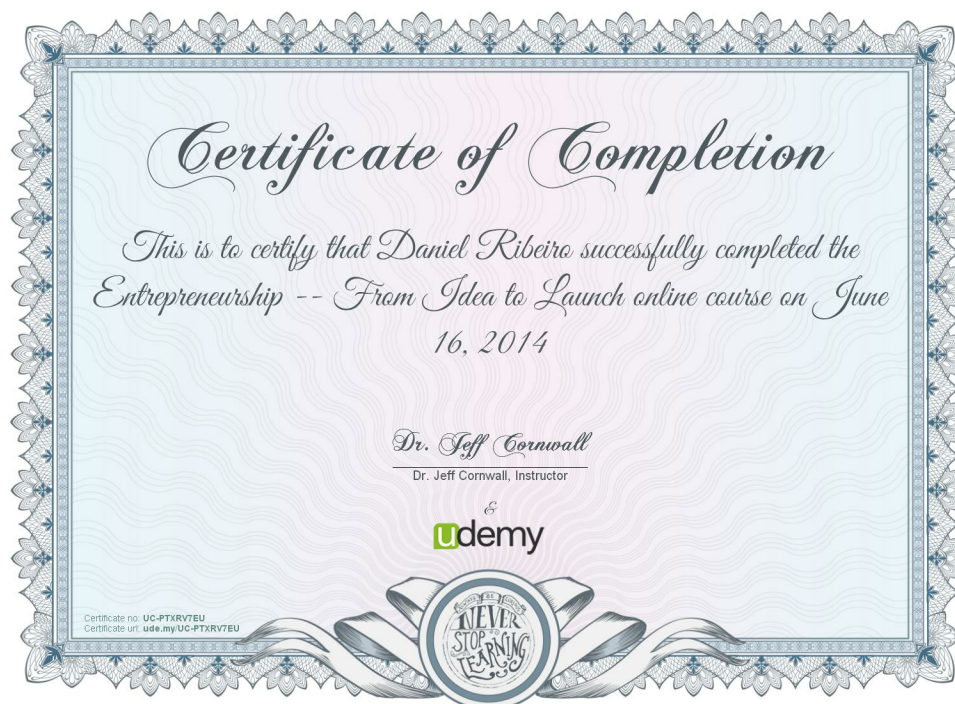 Certificate of Completion
This is to certify that Daniel Ribeiro successfully completed the
Entrepreneurship -- From Idea to Launch online course on June
16, 2014
Dr. Jeff Cornwall
Dr. Jeff Cornwall, Instructor
&
udemy
Certificate no: UC-PTXRV7EU
Certificate url: ude.my/UC-PTXRV7EU
BE
NEVER
STOP
LEARNING